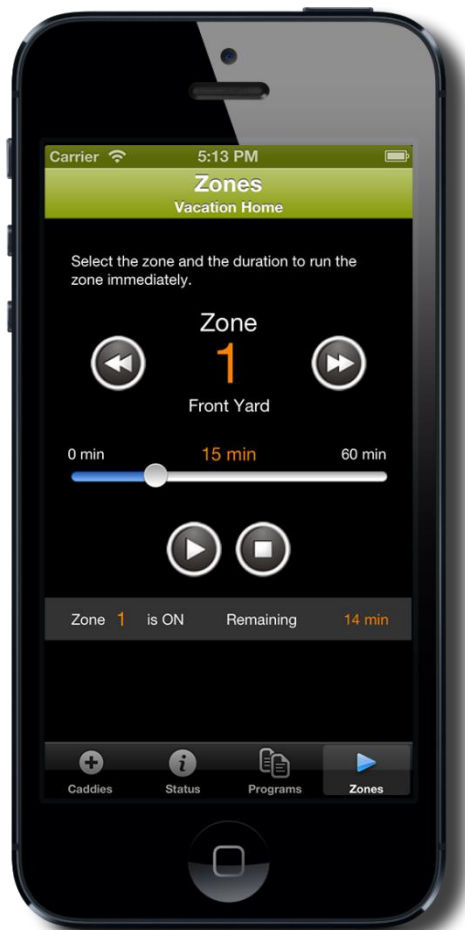 Carrier 5:13 PM
Zones
Vacation Home
Select the zone and the duration to run the
zone immediately.
Zone
1
Front Yard
0 min 15 min 60 min
Zone 1 is ON Remaining 14 min
Caddies Status Programs Zones